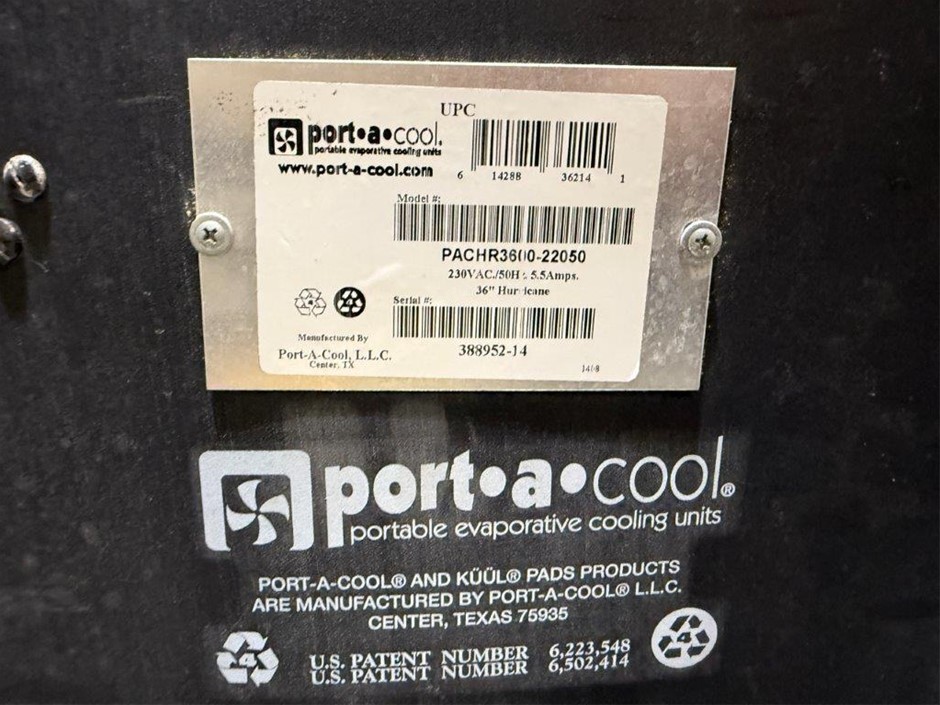 UPC
port•a•cool.
portable evaporative cooling units
www.port-a-cool.com
6 14288 36214 1
Model #:
PACHR3600-22050
230VAC./50Hz 5.5Amps.
36" Hurricane
Serial #:
388952-14
Manufactured By
Port-A-Cool, L.L.C.
Center, TX
port•a•cool®
portable evaporative cooling units
PORT-A-COOL® AND KÜÜL® PADS PRODUCTS
ARE MANUFACTURED BY PORT-A-COOL® L.L.C.
CENTER, TEXAS 75935
4
4
U.S. PATENT NUMBER 6,223,548
U.S. PATENT NUMBER 6,502,414